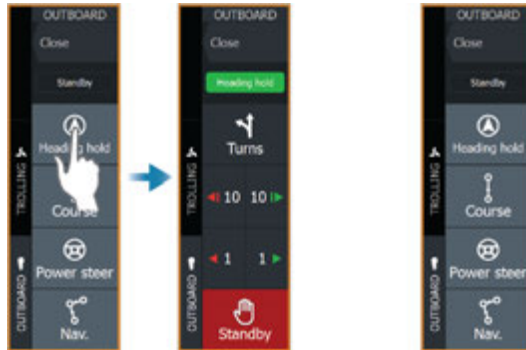 OUTBOARD
Close
Standby
Heading hold
Course
Power steer
Nav.
TROLLING
OUTBOARD
OUTBOARD
Close
Heading hold
Turns
10 10
1 1
Standby
TROLLING
OUTBOARD
OUTBOARD
Close
Standby
Heading hold
Course
Power steer
Nav.
TROLLING
OUTBOARD